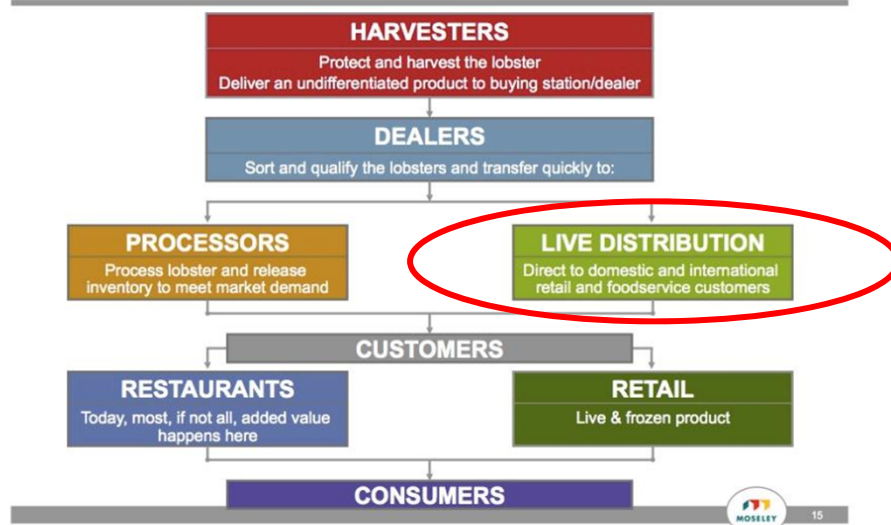 HARVESTERS
Protect and harvest the lobster
Deliver an undifferentiated product to buying station/dealer
DEALERS
Sort and qualify the lobsters and transfer quickly to:
PROCESSORS
Process lobster and release
inventory to meet market demand
LIVE DISTRIBUTION
Direct to domestic and international
retail and foodservice customers
CUSTOMERS
RESTAURANTS
Today, most, if not all, added value
happens here
RETAIL
Live & frozen product
CONSUMERS
MOSELEY
15